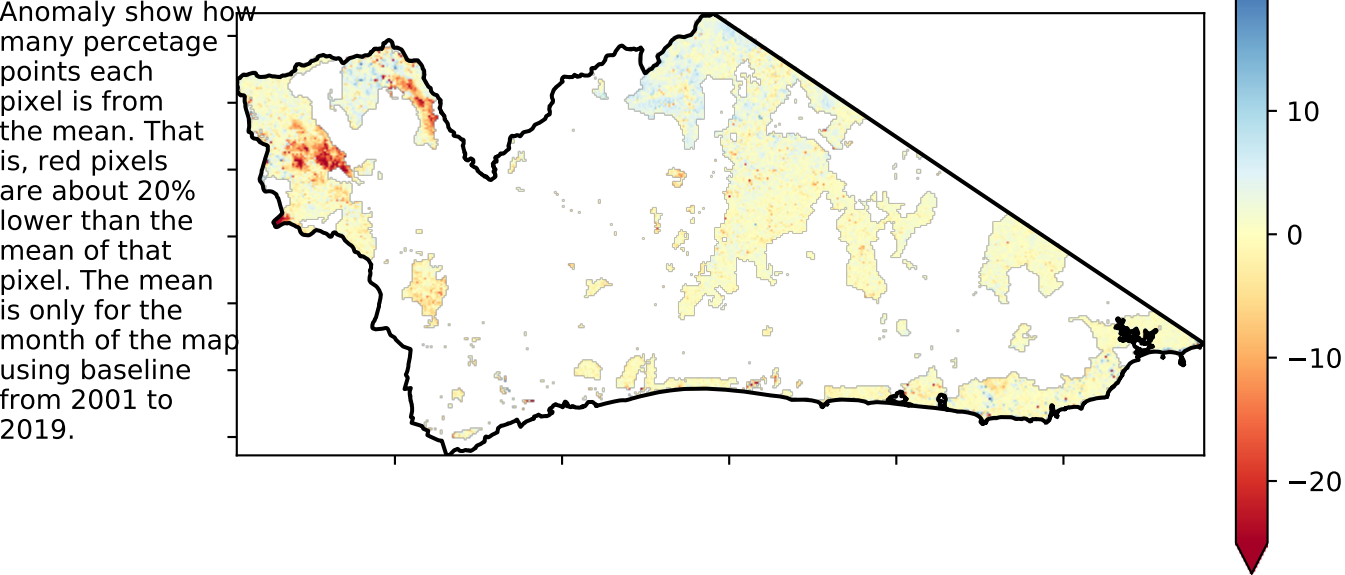 Anomaly show how
many percetage
points each
pixel is from
the mean. That
is, red pixels
are about 20%
lower than the
mean of that
pixel. The mean
is only for the
month of the map
using baseline
from 2001 to
2019.
10
0
−10
−20